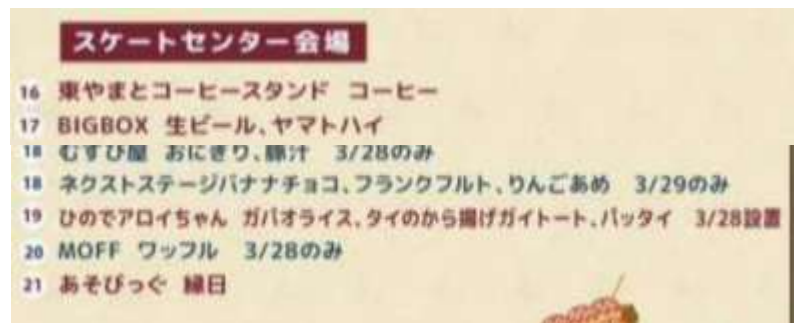 スケートセンター会場
16 東やまとコーヒースタンド コーヒー
17 BIGBOX 生ビール、ヤマトハイ
18 むすび屋 おにぎり、豚汁 3/28のみ
18 ネクストステージバナナチョコ、フランクフルト、りんごあめ 3/29のみ
19 ひのでアロイちゃん ガパオライス、タイのから揚げガイトート、パッタイ 3/28設置
20 MOFF ワッフル 3/28のみ
21 あそびっぐ 縁日